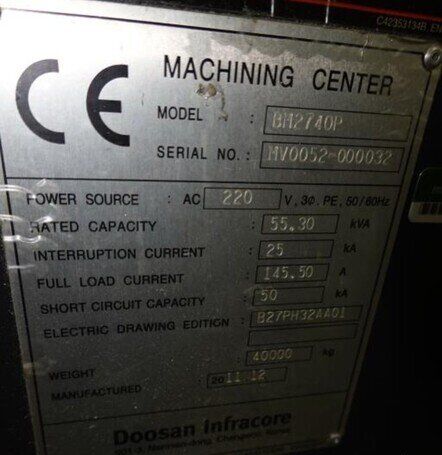 C42353134B
CE
MACHINING CENTER
MODEL : BM2740P
SERIAL NO. : MV0052-000032
POWER SOURCE : AC 220 V, 3Φ, PE, 50/60Hz
RATED CAPACITY : 55.30 kVA
INTERRUPTION CURRENT : 25 kA
FULL LOAD CURRENT : 145.50 A
SHORT CIRCUIT CAPACITY : 50 kA
ELECTRIC DRAWING EDITION : B27PH32AA01
WEIGHT : 40000 kg
MANUFACTURED : 2011 12
Doosan Infracore